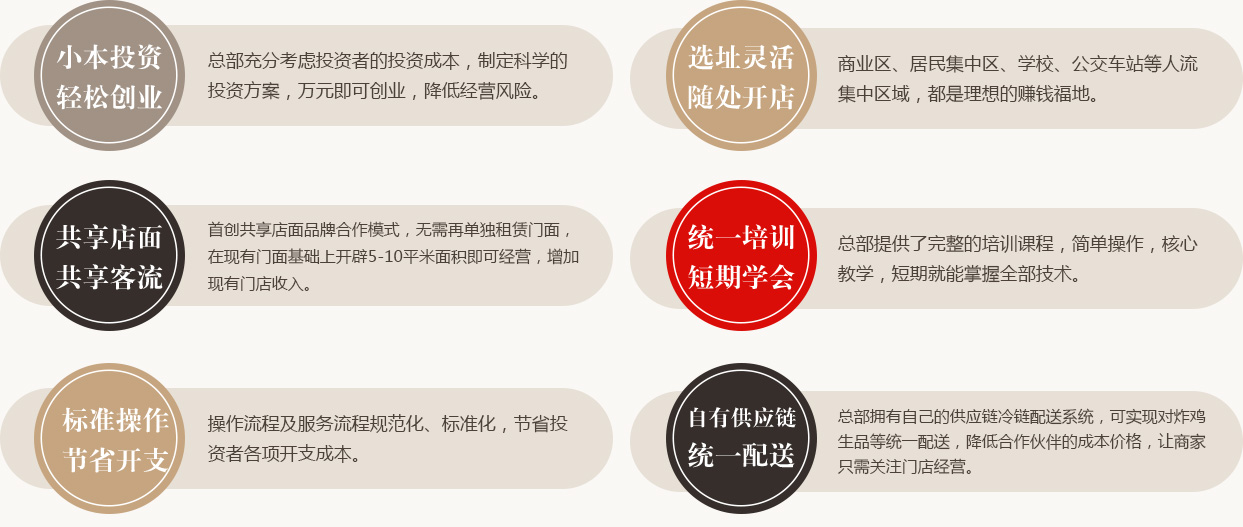 小本投资
轻松创业
总部充分考虑投资者的投资成本，制定科学的
投资方案，万元即可创业，降低经营风险。
选址灵活
随处开店
商业区、居民集中区、学校、公交车站等人流
集中区域，都是理想的赚钱福地。
共享店面
共享客流
首创共享店面品牌合作模式，无需再单独租赁门面，
在现有门面基础上开辟5-10平米面积即可经营，增加
现有门店收入。
统一培训
短期学会
总部提供了完整的培训课程，简单操作，核心
教学，短期就能掌握全部技术。
标准操作
节省开支
操作流程及服务流程规范化、标准化，节省投
资者各项开支成本。
自有供应链
统一配送
总部拥有自己的供应链冷链配送系统，可实现对炸鸡
生品等统一配送，降低合作伙伴的成本价格，让商家
只需关注门店经营。